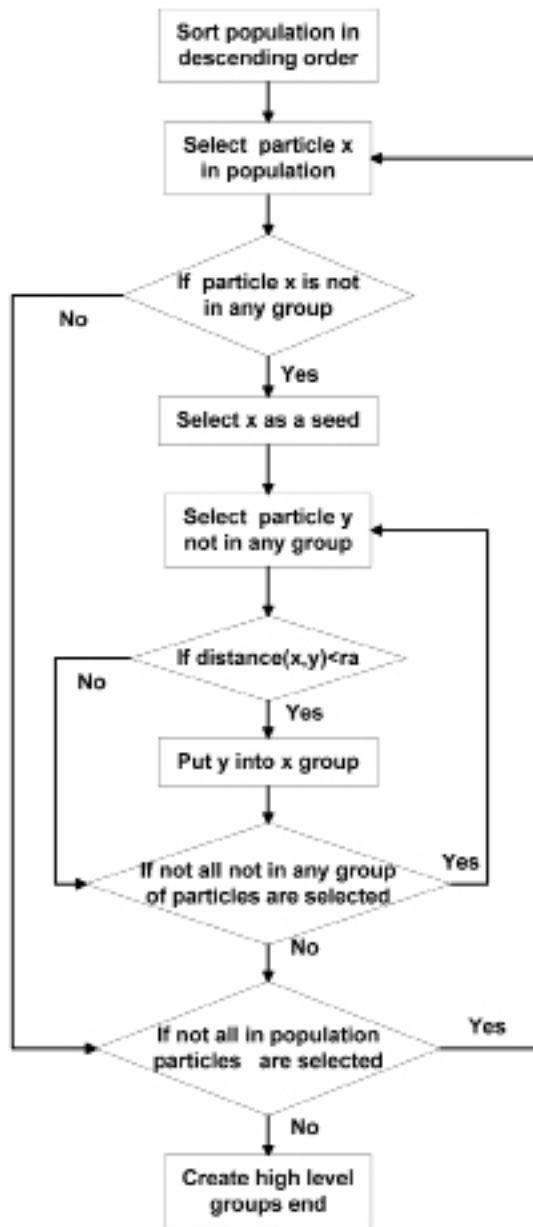 Sort population in
descending order
Select particle x
in population
If particle x is not
in any group
No
Yes
Select x as a seed
Select particle y
not in any group
If distance(x,y)<ra
No
Yes
Put y into x group
If not all not in any group
of particles are selected
Yes
No
If not all in population
particles are selected
Yes
No
Create high level
groups end